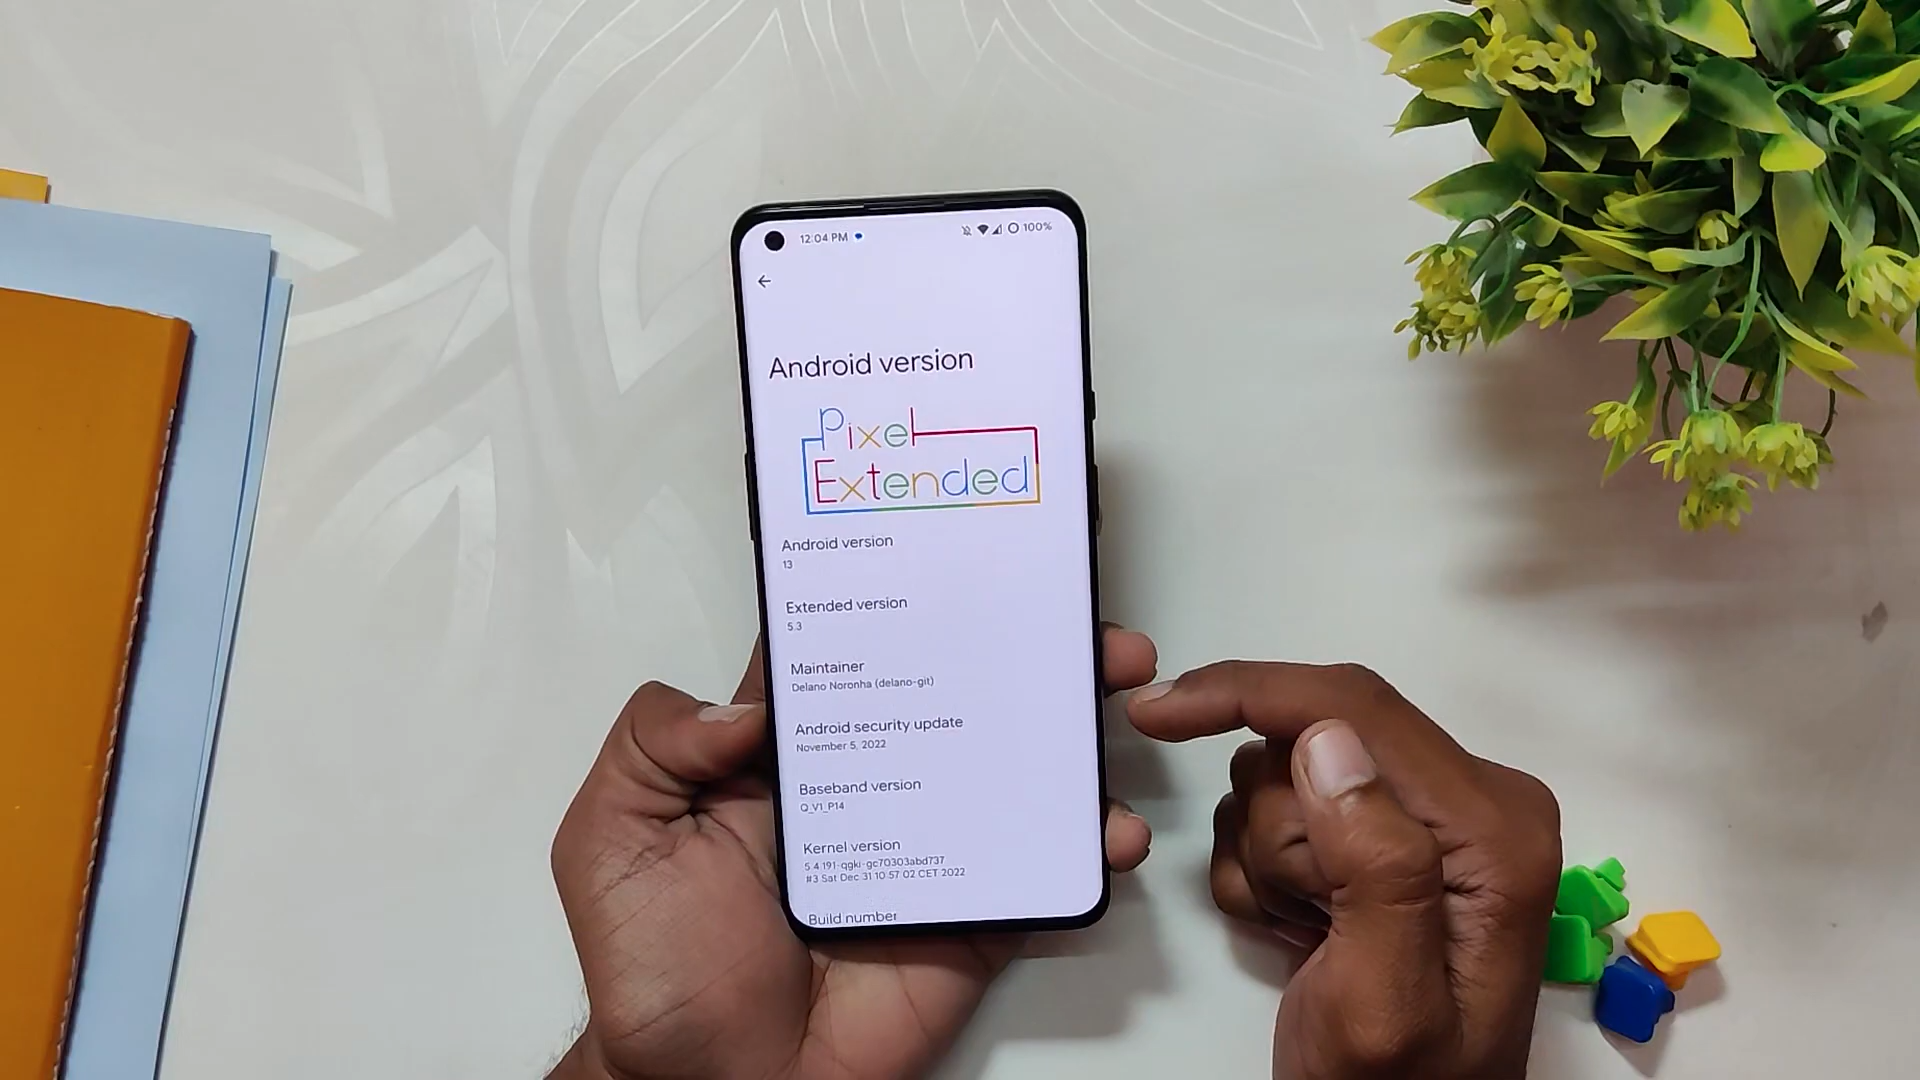 12:04 PM
100%
Android version
Pixel
Extended
Android version
13
Extended version
5.3
Maintainer
Delano Noronha (delano-git)
Android security update
November 5, 2022
Baseband version
Q_V1_P14
Kernel version
5.4.191-qgki-gc70303abd737
#3 Sat Dec 31 10:57:02 CET 2022
Build number